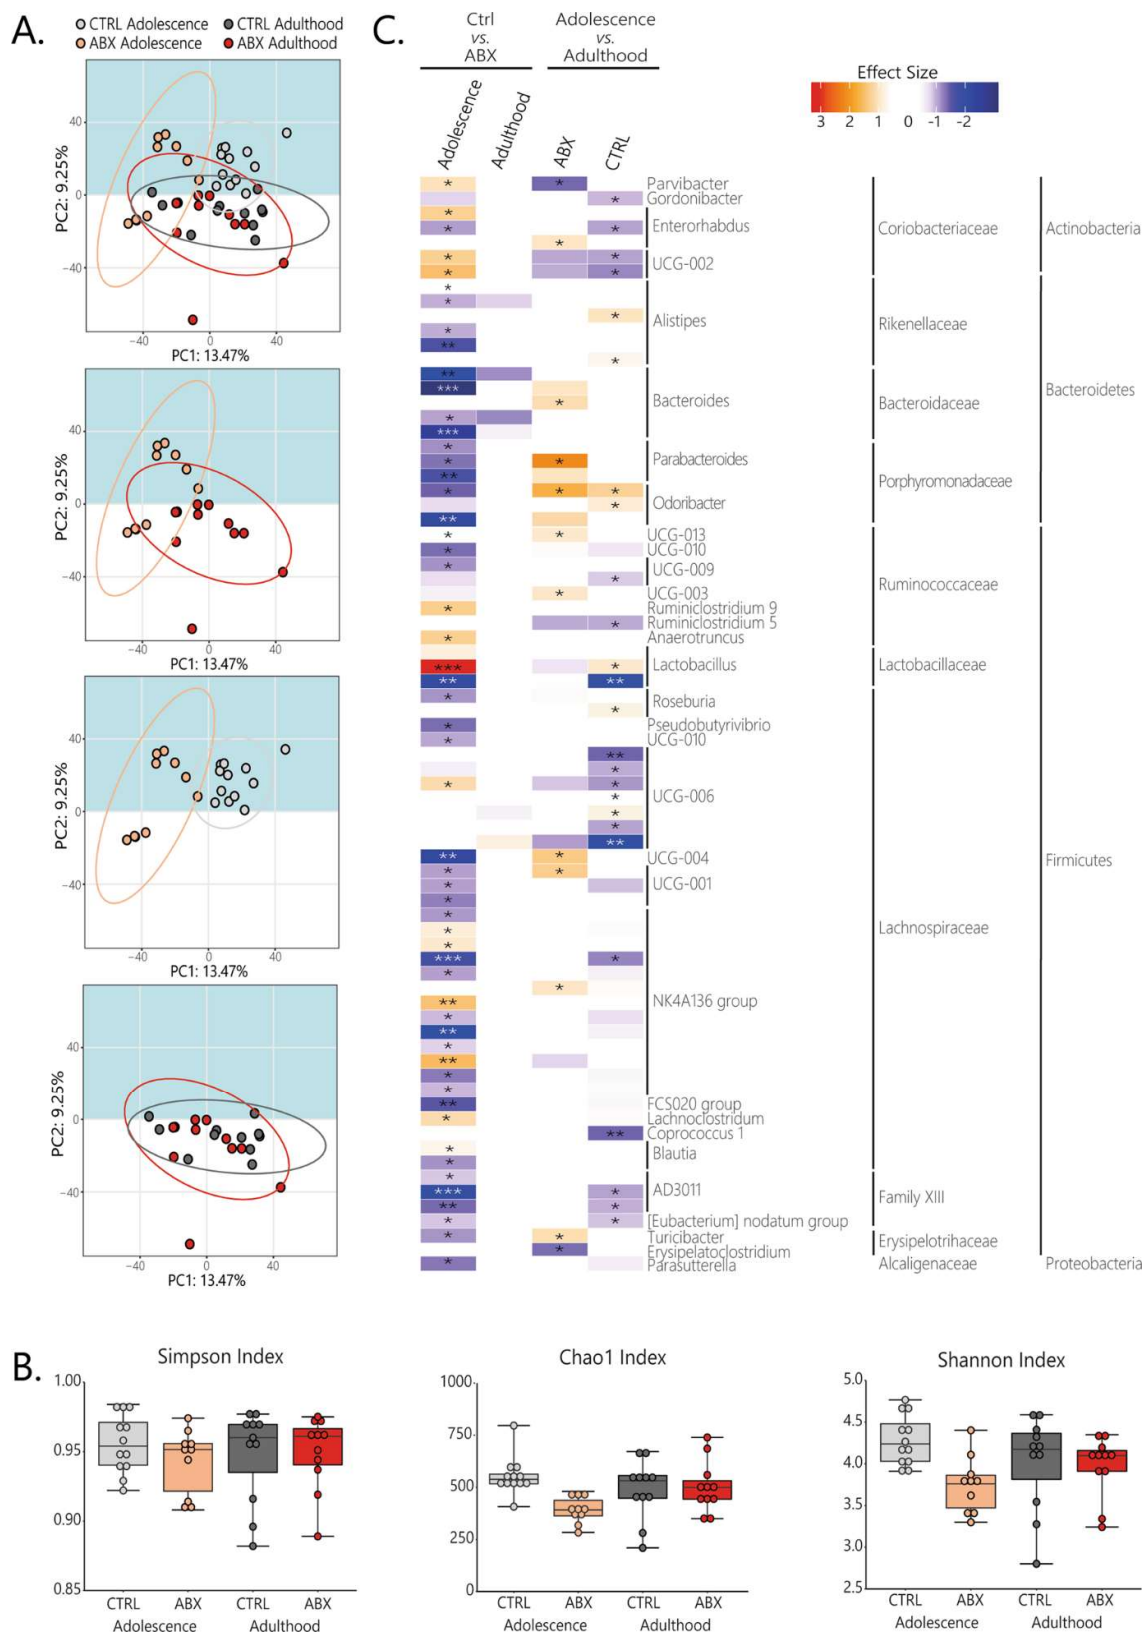 A.
CTRL Adolescence CTRL Adulthood
ABX Adolescence ABX Adulthood
40
0
−40
PC2: 9.25%
−40 0 40
PC1: 13.47%
40
0
−40
PC2: 9.25%
−40 0 40
PC1: 13.47%
40
0
−40
PC2: 9.25%
−40 0 40
PC1: 13.47%
40
0
−40
PC2: 9.25%
−40 0 40
PC1: 13.47%
C.
Ctrl
vs.
ABX
Adolescence
vs.
Adulthood
Adolescence
Adulthood
ABX
CTRL
Effect Size
3 2 1 0 -1 -2
Parvibacter
Gordonibacter
Enterorhabdus
UCG-002
Alistipes
Bacteroides
Parabacteroides
Odoribacter
UCG-013
UCG-010
UCG-009
UCG-003
Ruminiclostridium 9
Ruminiclostridium 5
Anaerotruncus
Lactobacillus
Roseburia
Pseudobutyrivibrio
UCG-010
UCG-006
UCG-004
UCG-001
NK4A136 group
FCS020 group
Lachnoclostridum
Coprococcus 1
Blautia
AD3011
[Eubacterium] nodatum group
Turicibacter
Erysipelatoclostridium
Parasutterella
Coriobacteriaceae
Rikenellaceae
Bacteroidaceae
Porphyromonadaceae
Ruminococcaceae
Lactobacillaceae
Lachnospiraceae
Family XIII
Erysipelotrihaceae
Alcaligenaceae
Actinobacteria
Bacteroidetes
Firmicutes
Proteobacteria
B.
Simpson Index
1.00
0.95
0.90
0.85
CTRL ABX CTRL ABX
Adolescence Adulthood
Chao1 Index
1000
750
500
250
0
CTRL ABX CTRL ABX
Adolescence Adulthood
Shannon Index
5.0
4.5
4.0
3.5
3.0
2.5
CTRL ABX CTRL ABX
Adolescence Adulthood